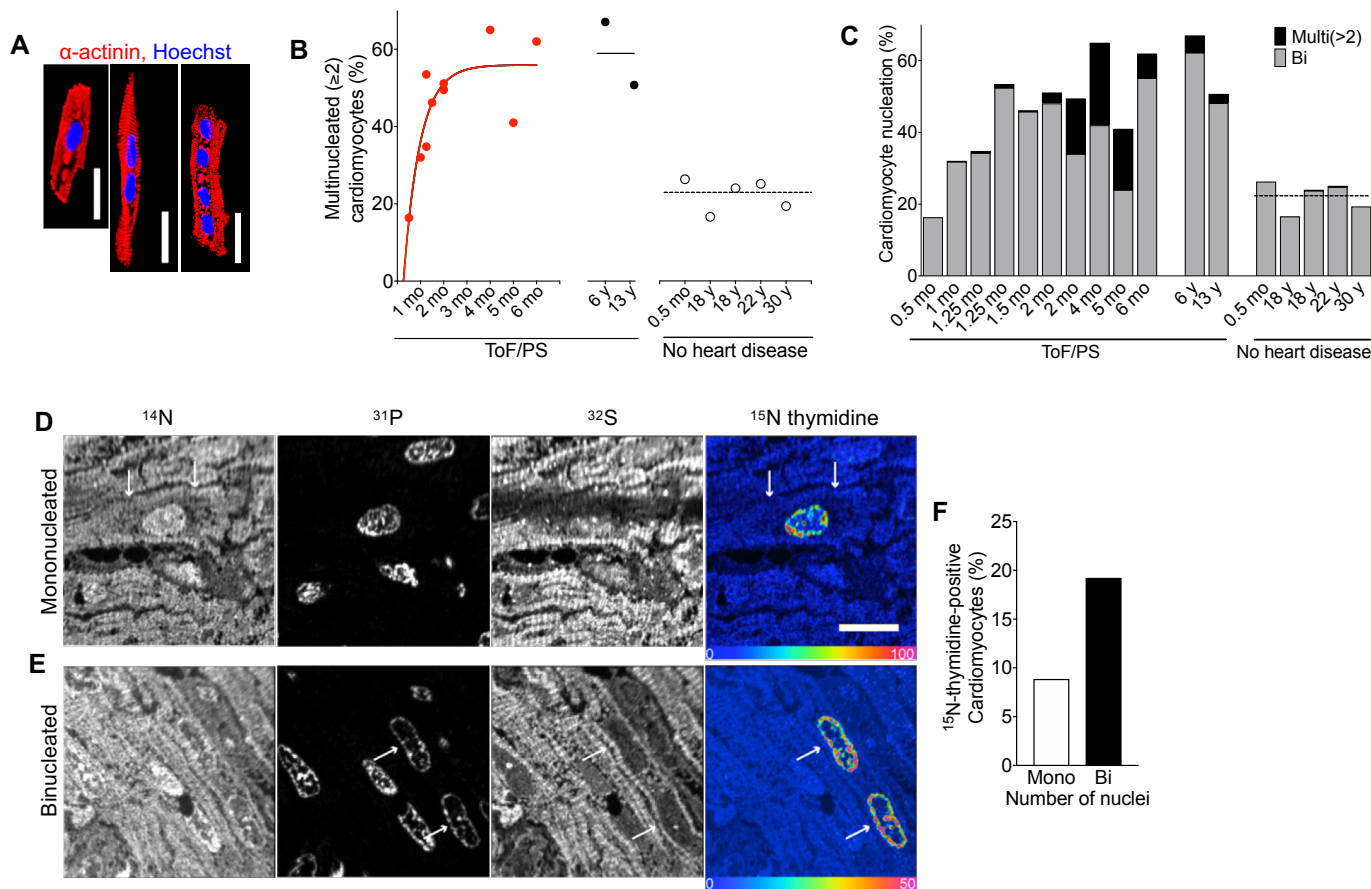 A
α-actinin, Hoechst
B
Multinucleated (≥2)
cardiomyocytes
(%)
60
40
20
0
1 mo
2 mo
3 mo
4 mo
5 mo
6 mo
6 y
13 y
0.5 mo
18 y
18 y
22 y
30 y
ToF/PS
No heart disease
C
Cardiomyocyte nucleation (%)
60
40
20
0
Multi(>2)
Bi
0.5 mo
1 mo
1.25 mo
1.25 mo
1.5 mo
2 mo
2 mo
4 mo
5 mo
6 mo
6 y
13 y
0.5 mo
18 y
18 y
22 y
30 y
ToF/PS
No heart disease
D
¹⁴N
³¹P
³²S
¹⁵N thymidine
Mononucleated
0
100
E
Binucleated
0
50
F
¹⁵N-thymidine-positive
Cardiomyocytes (%)
25
20
15
10
5
0
Mono
Bi
Number of nuclei